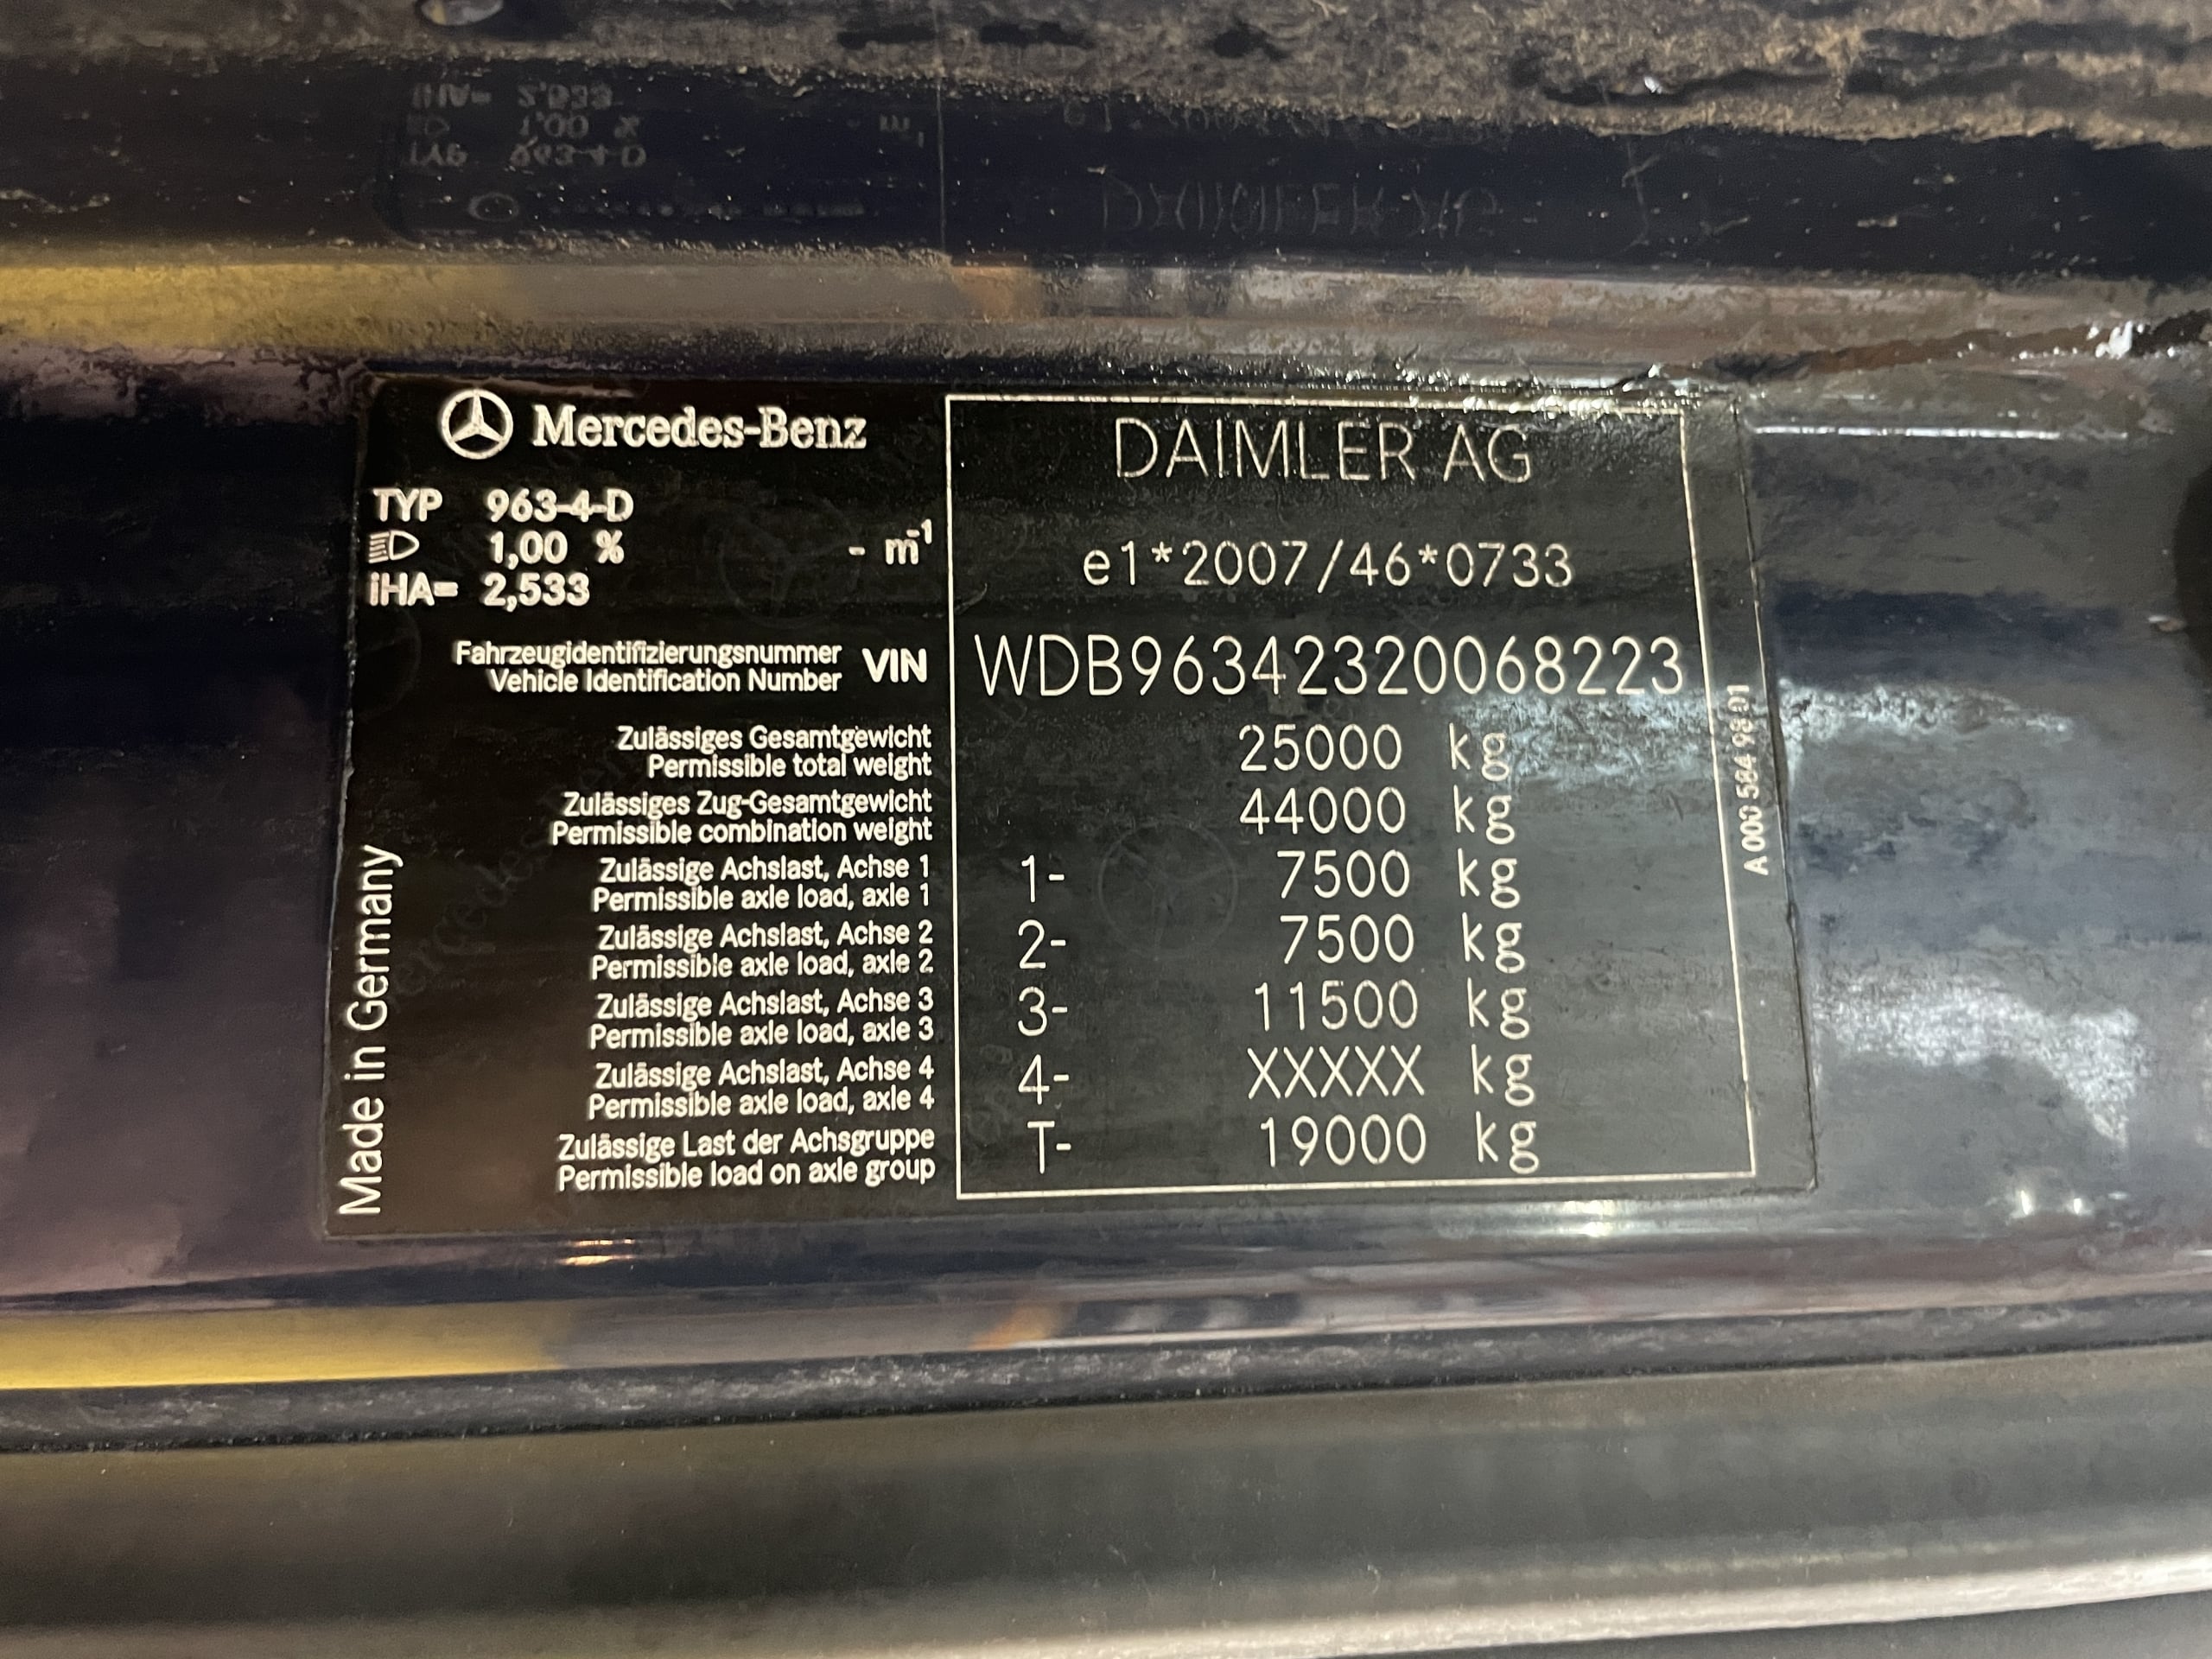 Mercedes-Benz
TYP 963-4-D
1,00 % - m-1
iHA= 2,533
DAIMLER AG
e1*2007/46*0733
Fahrzeugidentifizierungsnummer
Vehicle Identification Number
VIN WDB96342320068223
Zulässiges Gesamtgewicht
Permissible total weight
25000 kg
Zulässiges Zug-Gesamtgewicht
Permissible combination weight
44000 kg
Zulässige Achslast, Achse 1
Permissible axle load, axle 1
1- 7500 kg
Zulässige Achslast, Achse 2
Permissible axle load, axle 2
2- 7500 kg
Zulässige Achslast, Achse 3
Permissible axle load, axle 3
3- 11500 kg
Zulässige Achslast, Achse 4
Permissible axle load, axle 4
4- XXXXX kg
Zulässige Last der Achsgruppe
Permissible load on axle group
T- 19000 kg
Made in Germany
A 000 584 98 01